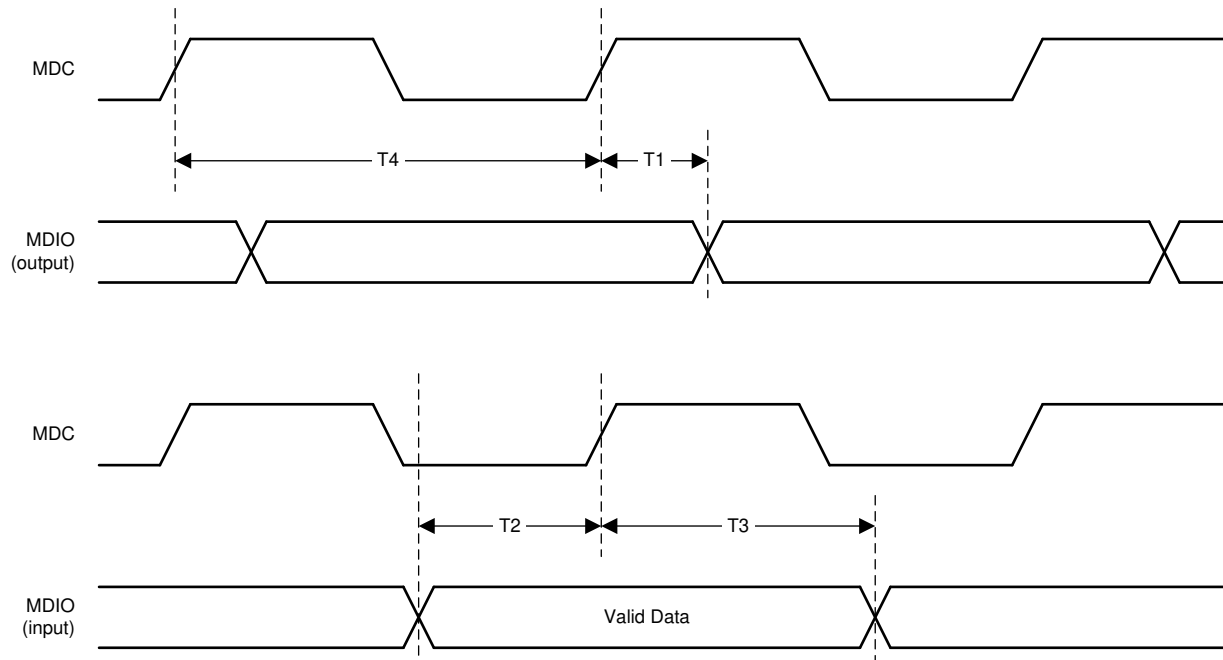 MDC
T4
T1
MDIO
(output)
MDC
T2
T3
MDIO
(input)
Valid Data